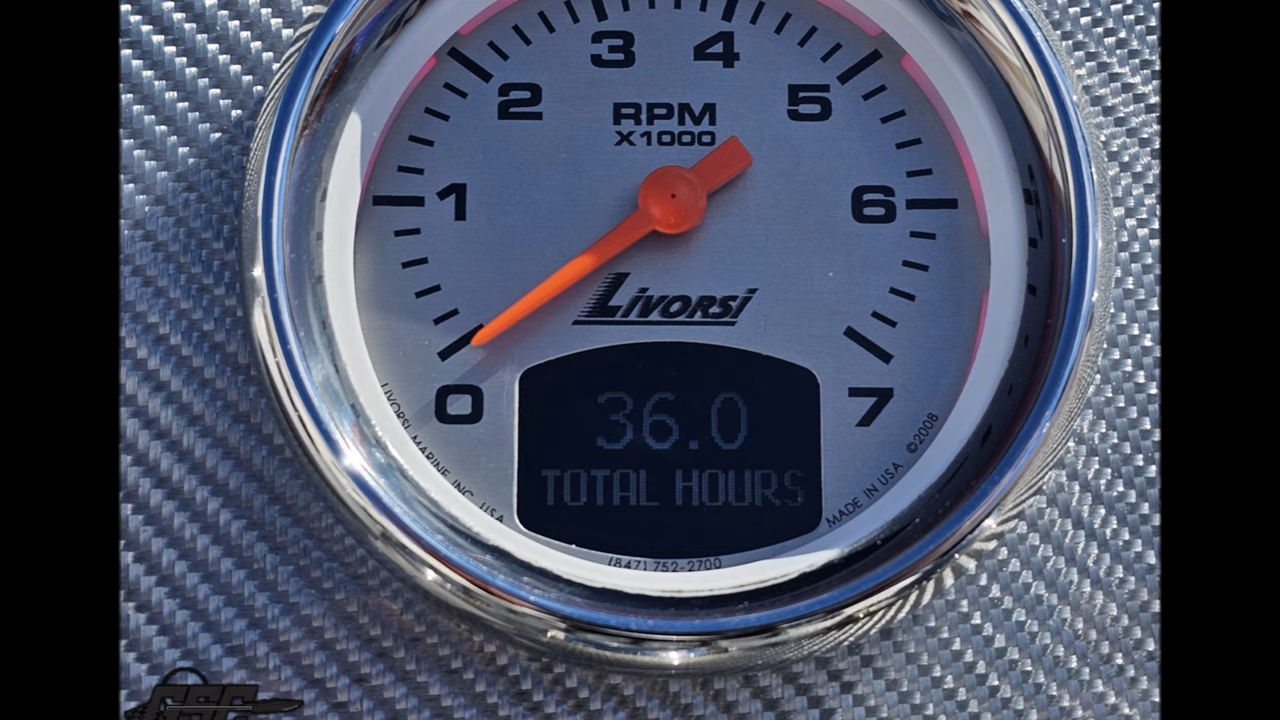 3 4
2 5
RPM
X1000
1 6
LIVORSI
0 7
36.0
TOTAL HOURS
LIVORSI MARINE INC. USA
(847) 752-2700
MADE IN USA ©2008